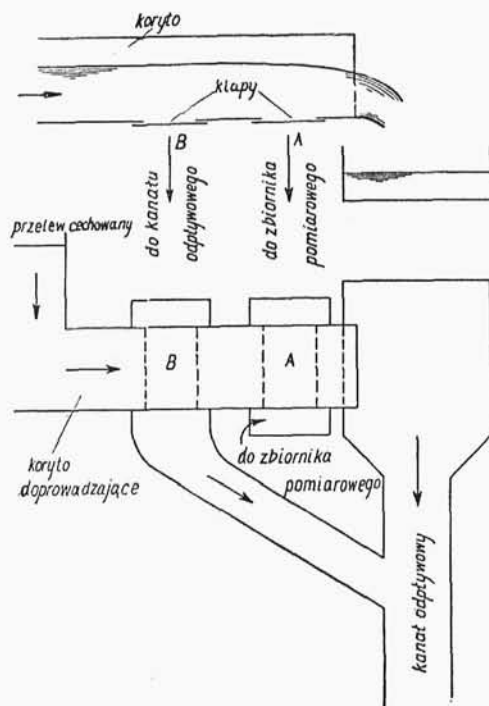 koryto
klapy
B
A
do kanału
odpływowego
do zbiornika
pomiarowego
przelew cechowany
B
A
koryto
doprowadzające
do zbiornika
pomiarowego
kanał odpływowy